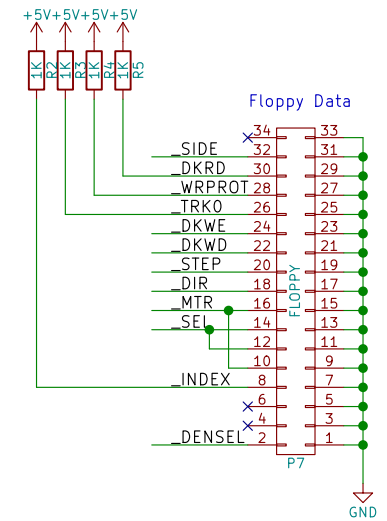 +5V +5V +5V +5V
1K R2 1K R3 1K R4 1K R5
Floppy Data
34 33
_SIDE 32 31
_DKRD 30 29
_WRPROT 28 27
_TRK0 26 25
_DKWE 24 23
_DKWD 22 21
_STEP 20 19
_DIR 18 17
_MTR 16 15
_SEL 14 13
12 11
10 9
_INDEX 8 7
6 5
4 3
_DENSEL 2 1
FLOPPY
P7
GND